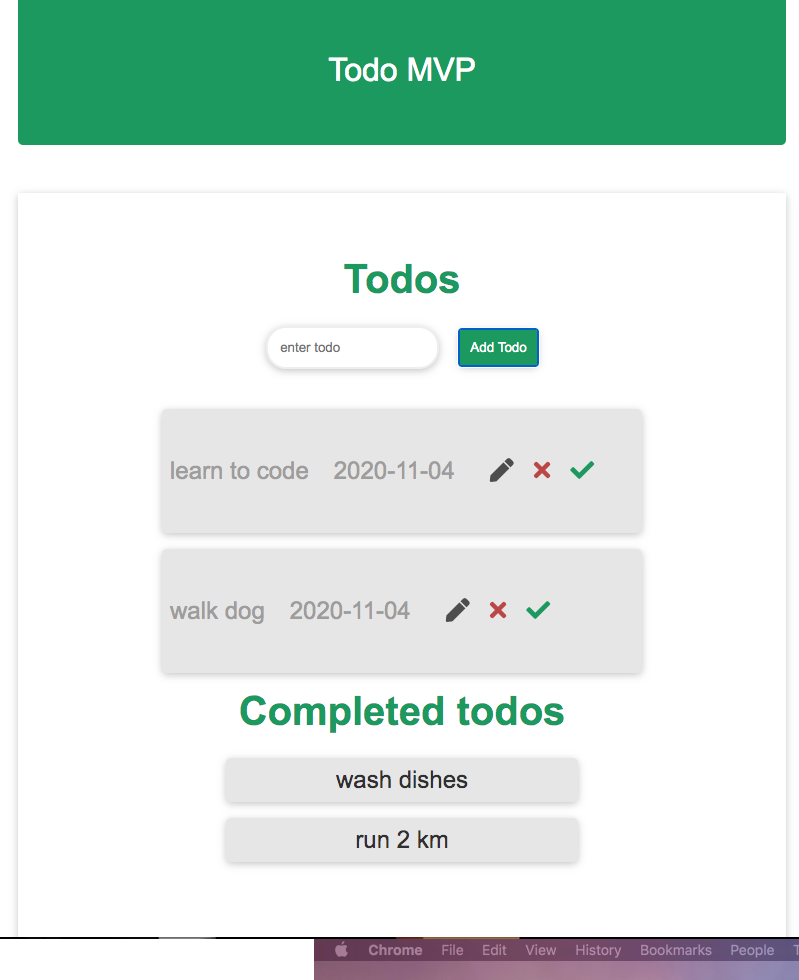 Todo MVP
Todos
enter todo Add Todo
learn to code 2020-11-04
walk dog 2020-11-04
Completed todos
wash dishes
run 2 km
Chrome File Edit View History Bookmarks People